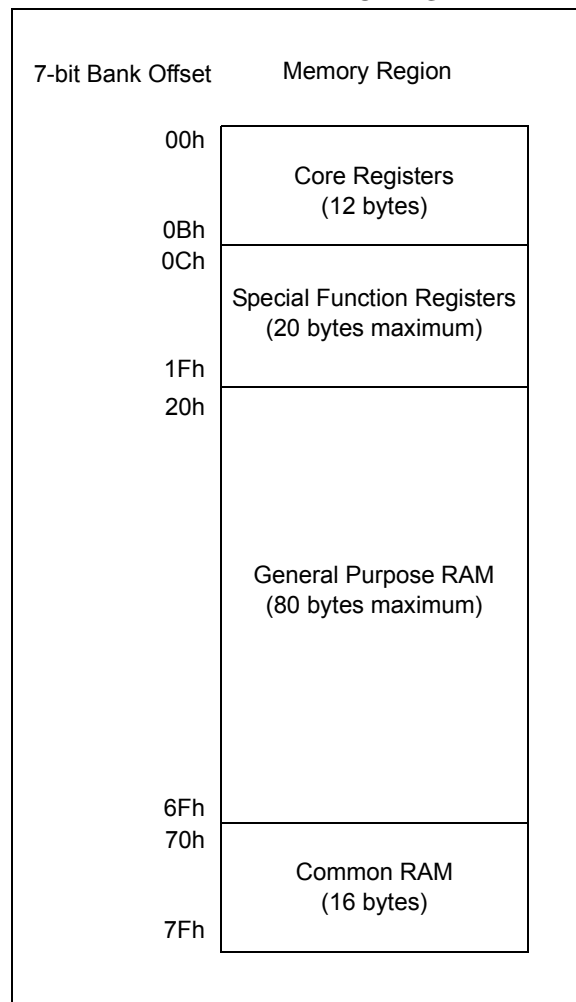 7-bit Bank Offset Memory Region
00h
Core Registers
(12 bytes)
0Bh
0Ch
Special Function Registers
(20 bytes maximum)
1Fh
20h
General Purpose RAM
(80 bytes maximum)
6Fh
70h
Common RAM
(16 bytes)
7Fh